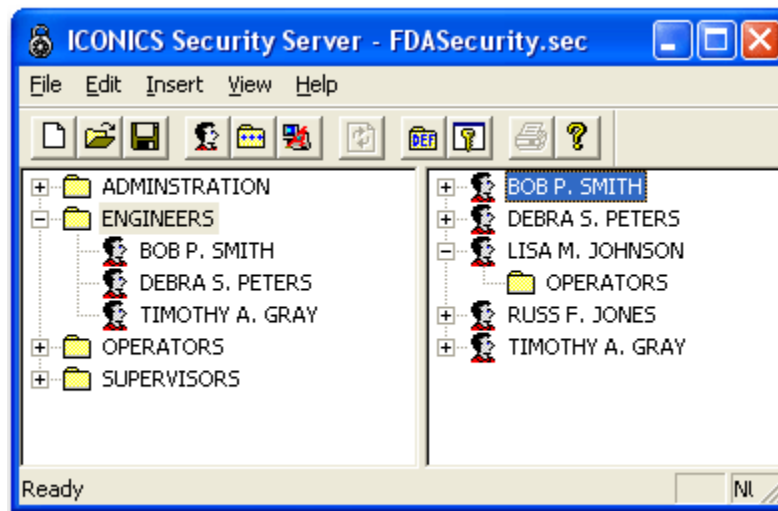 ICONICS Security Server - FDASecurity.sec
File Edit Insert View Help
DEF ?
ADMINSTRATION
ENGINEERS
BOB P. SMITH
DEBRA S. PETERS
TIMOTHY A. GRAY
OPERATORS
SUPERVISORS
BOB P. SMITH
DEBRA S. PETERS
LISA M. JOHNSON
OPERATORS
RUSS F. JONES
TIMOTHY A. GRAY
Ready